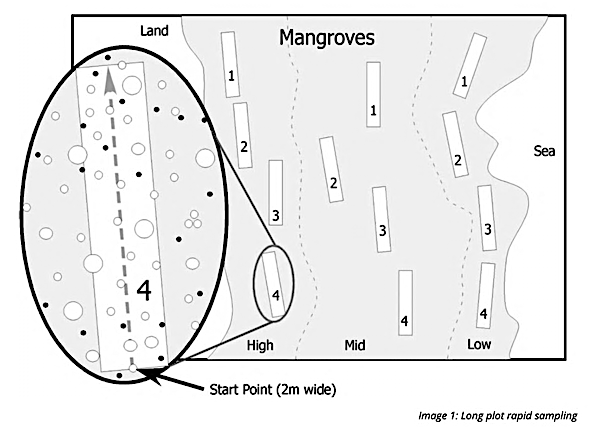 Land
Mangroves
1
1
1
2
2
2
Sea
3
3
3
4
4
4
4
High
Mid
Low
Start Point (2m wide)
Image 1: Long plot rapid sampling